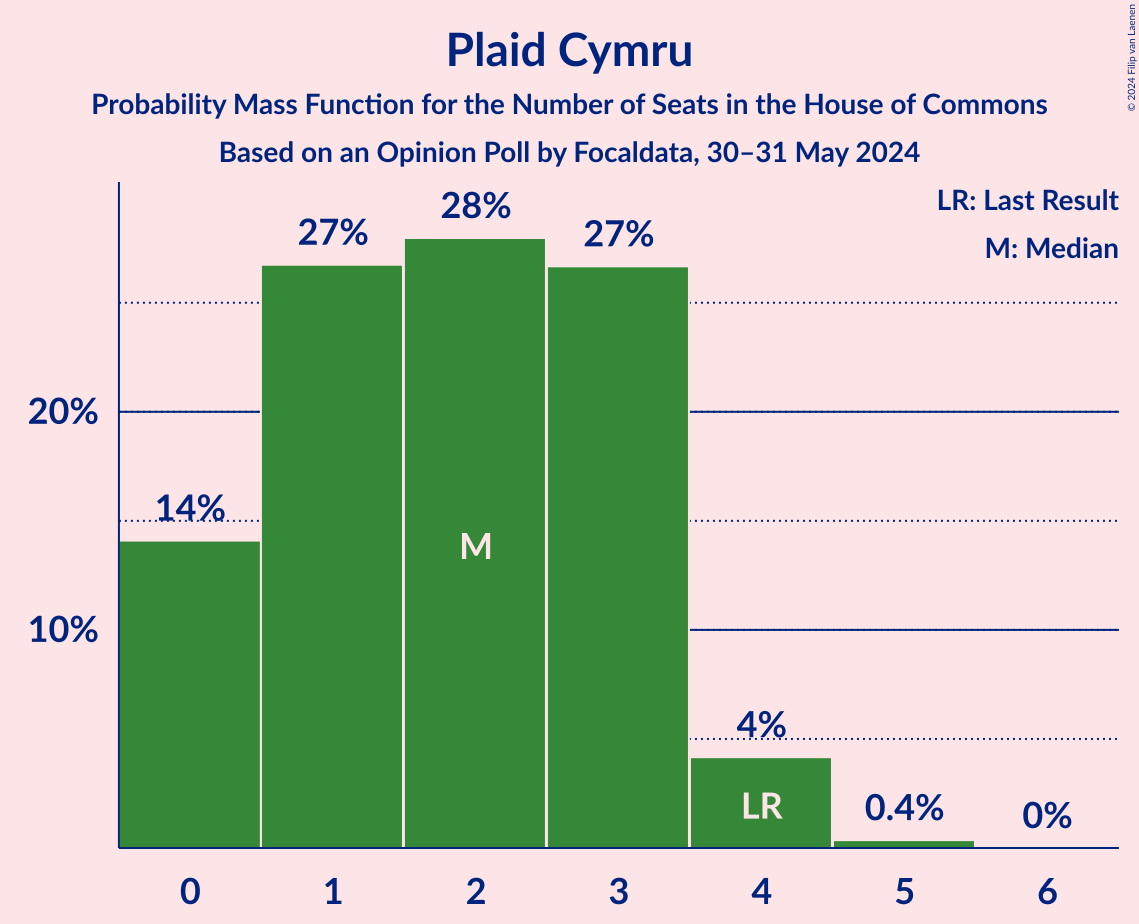 Plaid Cymru
Probability Mass Function for the Number of Seats in the House of Commons
Based on an Opinion Poll by Focaldata, 30–31 May 2024
© 2024 Filip van Laenen
LR: Last Result
M: Median
28%
27%
27%
20%
14%
M
10%
4%
LR
0.4%
0%
0
1
2
3
4
5
6